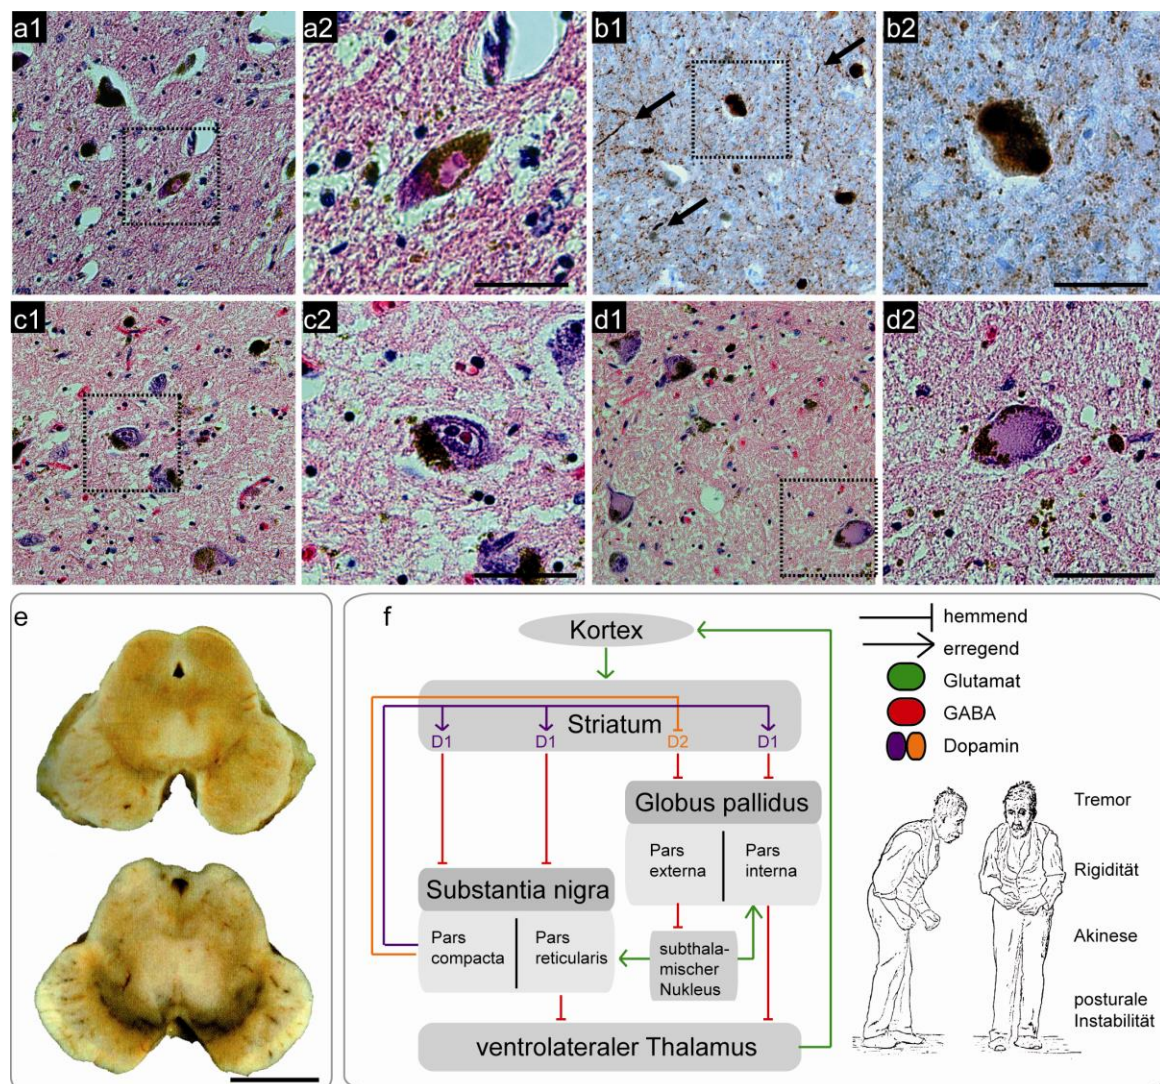 a1
a2
b1
b2
c1
c2
d1
d2
e
f
Kortex
Striatum
D1
D1
D2
D1
Globus pallidus
Pars
externa
Pars
interna
Substantia nigra
Pars
compacta
Pars
reticularis
subthala-
mischer
Nukleus
ventrolateraler Thalamus
hemmend
erregend
Glutamat
GABA
Dopamin
Tremor
Rigidität
Akinese
posturale
Instabilität